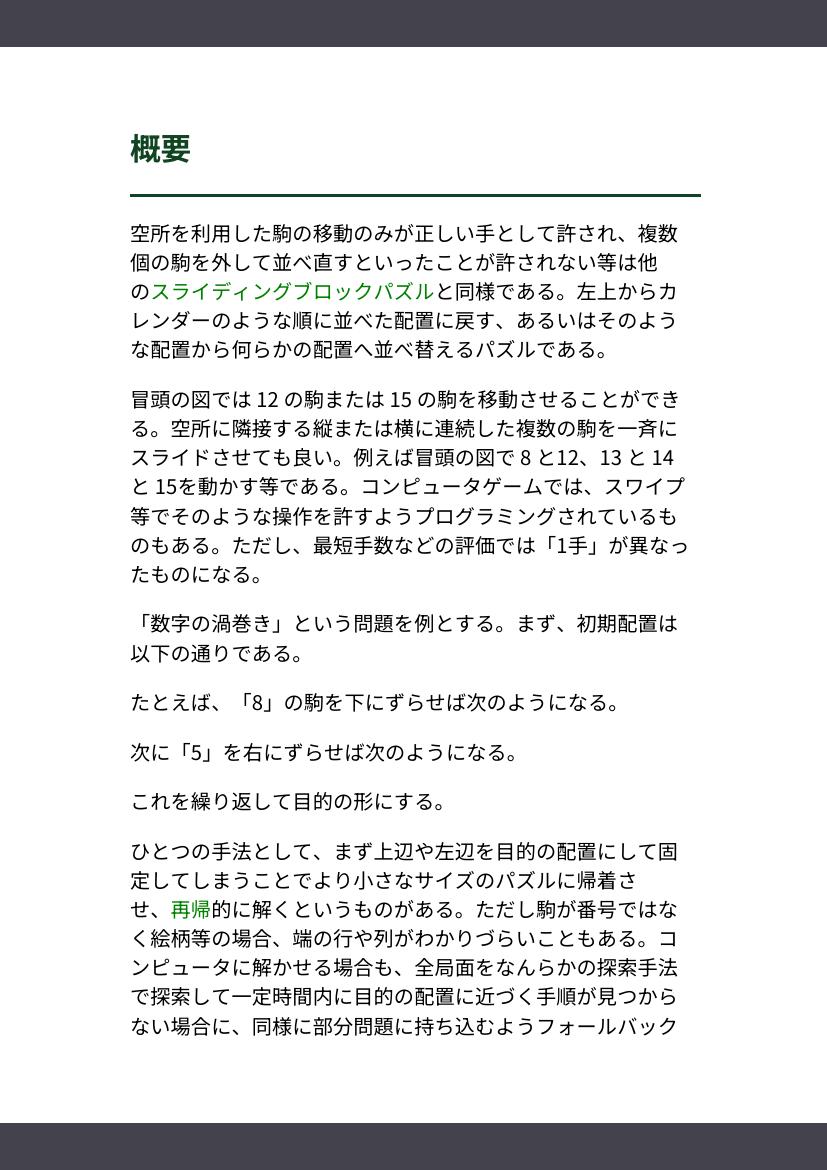 概要
空所を利用した駒の移動のみが正しい手として許され、複数
個の駒を外して並べ直すといったことが許されない等は他
のスライディングブロックパズルと同様である。左上からカ
レンダーのような順に並べた配置に戻す、あるいはそのよう
な配置から何らかの配置へ並べ替えるパズルである。
冒頭の図では 12 の駒または 15 の駒を移動させることができ
る。空所に隣接する縦または横に連続した複数の駒を一斉に
スライドさせても良い。例えば冒頭の図で 8 と12、13 と 14
と 15を動かす等である。コンピュータゲームでは、スワイプ
等でそのような操作を許すようプログラミングされているも
のもある。ただし、最短手数などの評価では「1手」が異なっ
たものになる。
「数字の渦巻き」という問題を例とする。まず、初期配置は
以下の通りである。
たとえば、「8」の駒を下にずらせば次のようになる。
次に「5」を右にずらせば次のようになる。
これを繰り返して目的の形にする。
ひとつの手法として、まず上辺や左辺を目的の配置にして固
定してしまうことでより小さなサイズのパズルに帰着さ
せ、再帰的に解くというものがある。ただし駒が番号ではな
く絵柄等の場合、端の行や列がわかりづらいこともある。コ
ンピュータに解かせる場合も、全局面をなんらかの探索手法
で探索して一定時間内に目的の配置に近づく手順が見つから
ない場合に、同様に部分問題に持ち込むようフォールバック